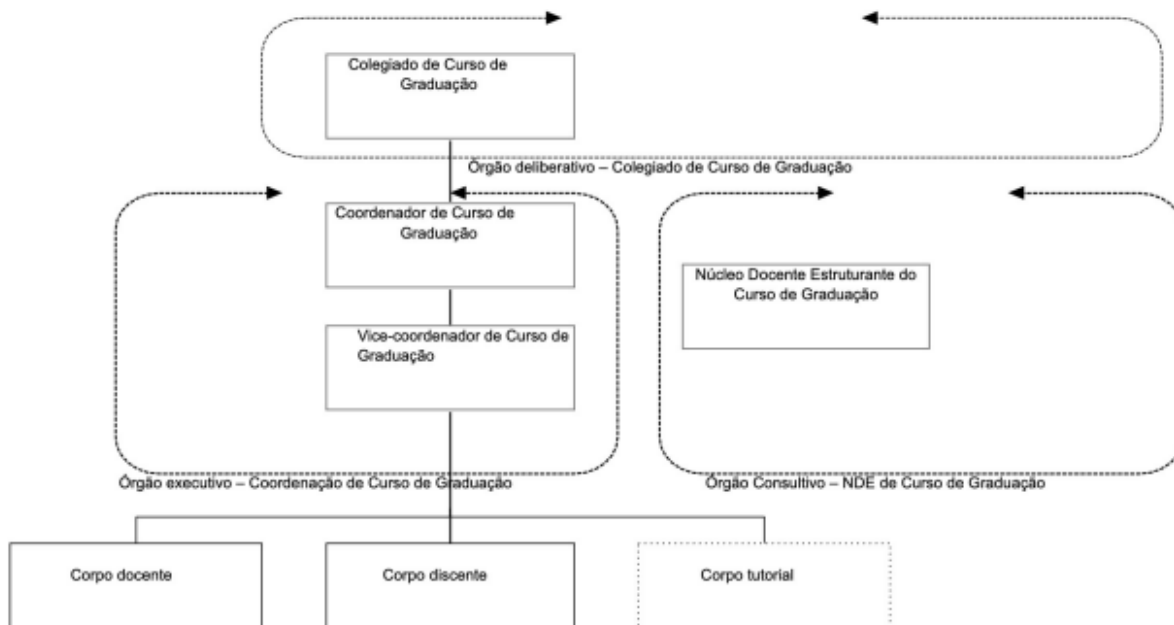 Colegiado de Curso de
Graduação
Órgão deliberativo – Colegiado de Curso de Graduação
Coordenador de Curso de
Graduação
Núcleo Docente Estruturante do
Curso de Graduação
Vice-coordenador de Curso de
Graduação
Órgão executivo – Coordenação de Curso de Graduação
Órgão Consultivo – NDE de Curso de Graduação
Corpo docente
Corpo discente
Corpo tutorial